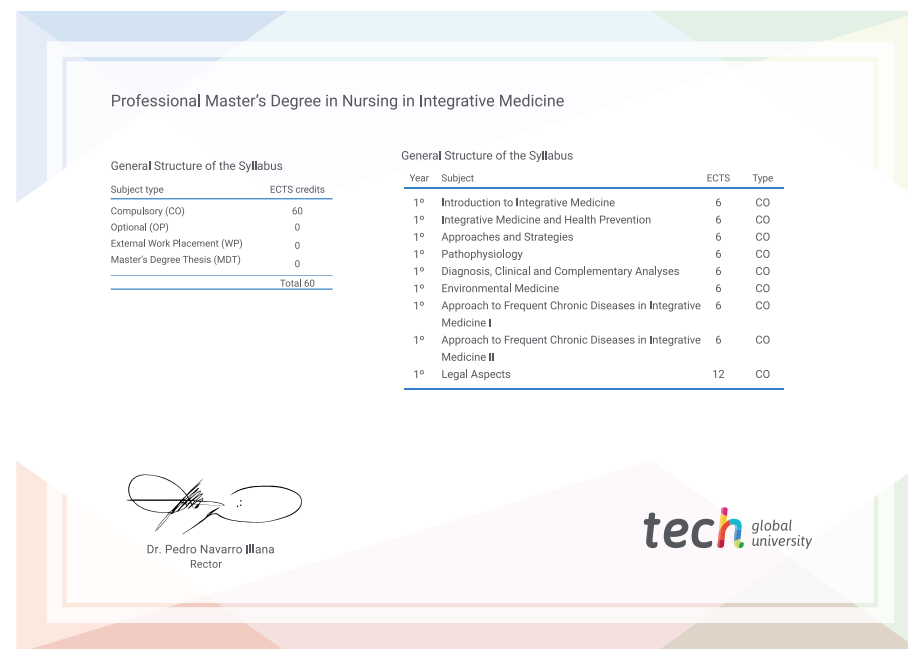 Professional Master's Degree in Nursing in Integrative Medicine
General Structure of the Syllabus
Subject type ECTS credits
Compulsory (CO) 60
Optional (OP) 0
External Work Placement (WP) 0
Master's Degree Thesis (MDT) 0
Total 60
General Structure of the Syllabus
Year Subject ECTS Type
1º Introduction to Integrative Medicine 6 CO
1º Integrative Medicine and Health Prevention 6 CO
1º Approaches and Strategies 6 CO
1º Pathophysiology 6 CO
1º Diagnosis, Clinical and Complementary Analyses 6 CO
1º Environmental Medicine 6 CO
1º Approach to Frequent Chronic Diseases in Integrative 6 CO
Medicine I
1º Approach to Frequent Chronic Diseases in Integrative 6 CO
Medicine II
1º Legal Aspects 12 CO
Dr. Pedro Navarro Illana
Rector
tech global
university